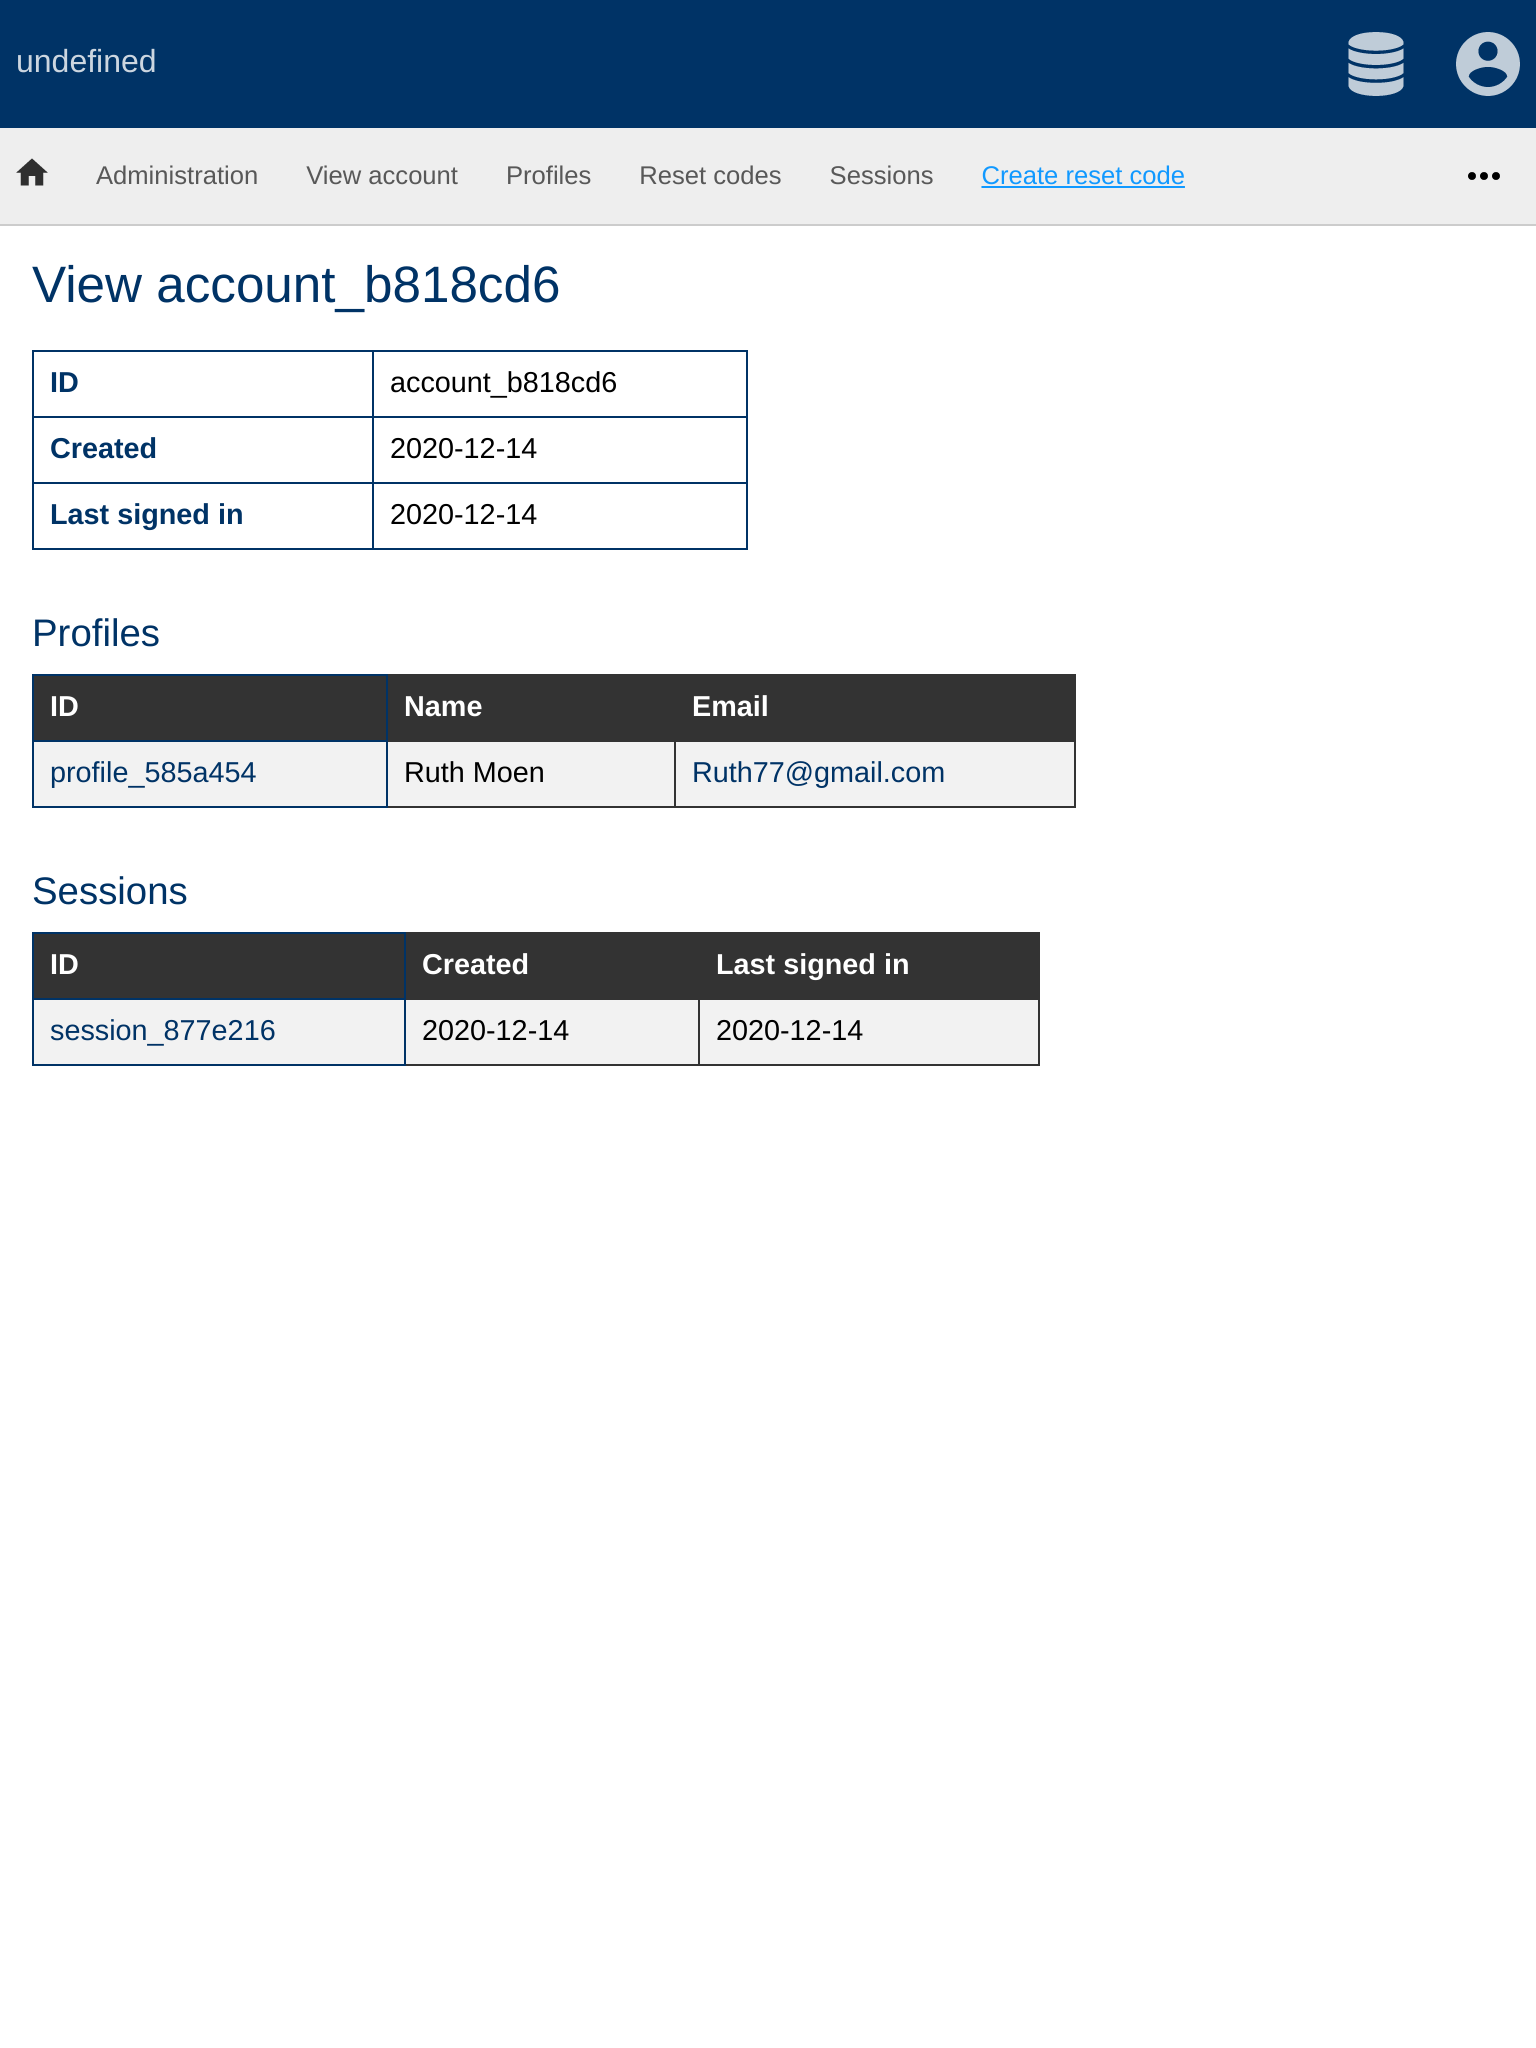 undefined
Administration View account Profiles Reset codes Sessions Create reset code
View account_b818cd6
ID account_b818cd6
Created 2020-12-14
Last signed in 2020-12-14
Profiles
ID Name Email
profile_585a454 Ruth Moen Ruth77@gmail.com
Sessions
ID Created Last signed in
session_877e216 2020-12-14 2020-12-14